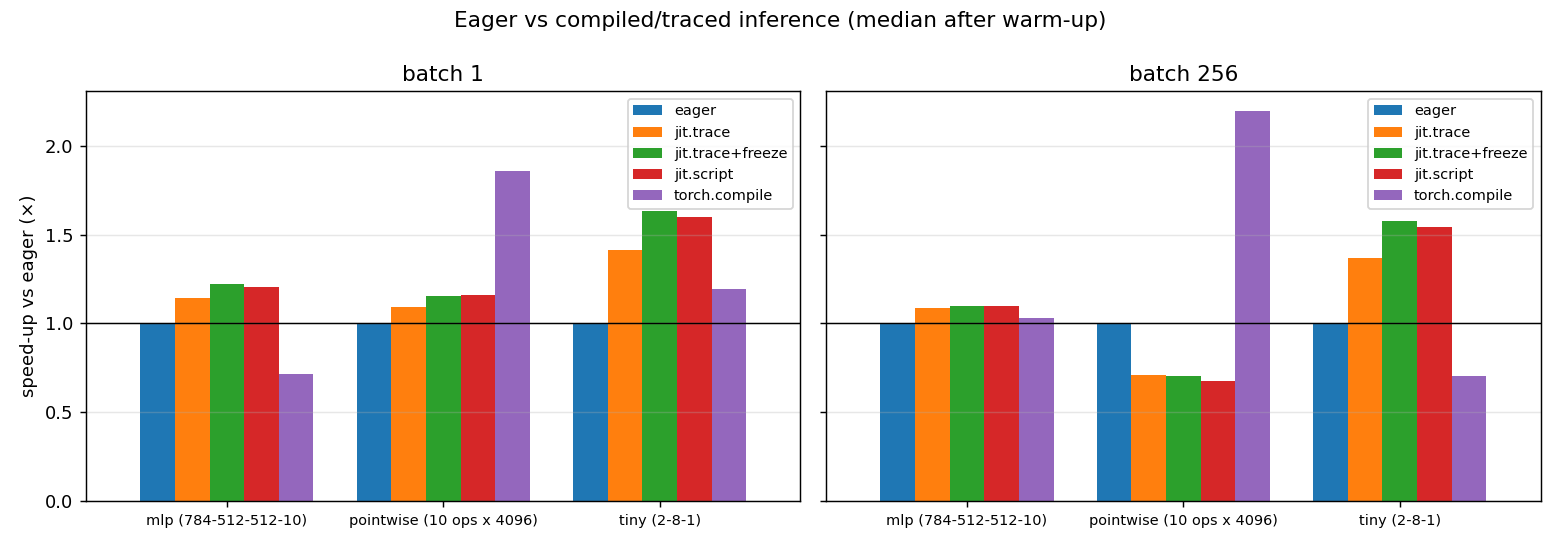 Eager vs compiled/traced inference (median after warm-up)
batch 1
speed-up vs eager (×)
2.0
1.5
1.0
0.5
0.0
eager
jit.trace
jit.trace+freeze
jit.script
torch.compile
mlp (784-512-512-10)
pointwise (10 ops x 4096)
tiny (2-8-1)
batch 256
eager
jit.trace
jit.trace+freeze
jit.script
torch.compile
mlp (784-512-512-10)
pointwise (10 ops x 4096)
tiny (2-8-1)